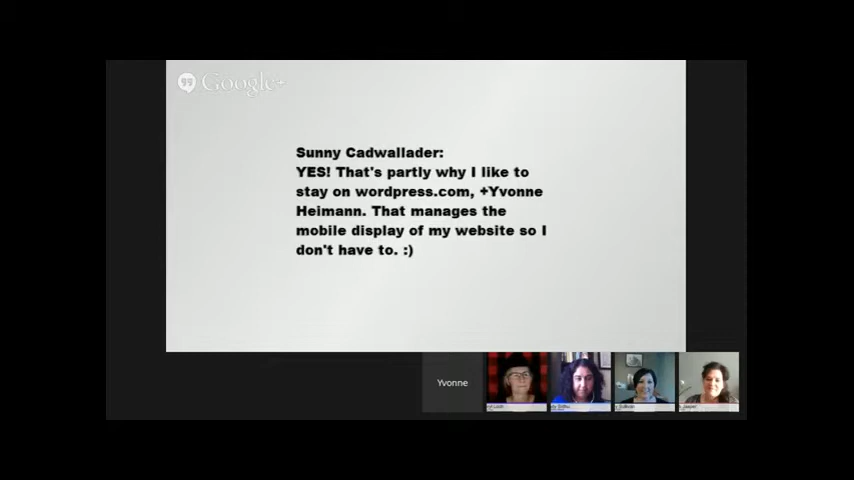 Google+
Sunny Cadwallader:
YES! That's partly why I like to
stay on wordpress.com, +Yvonne
Heimann. That manages the
mobile display of my website so I
don't have to. :)
Yvonne